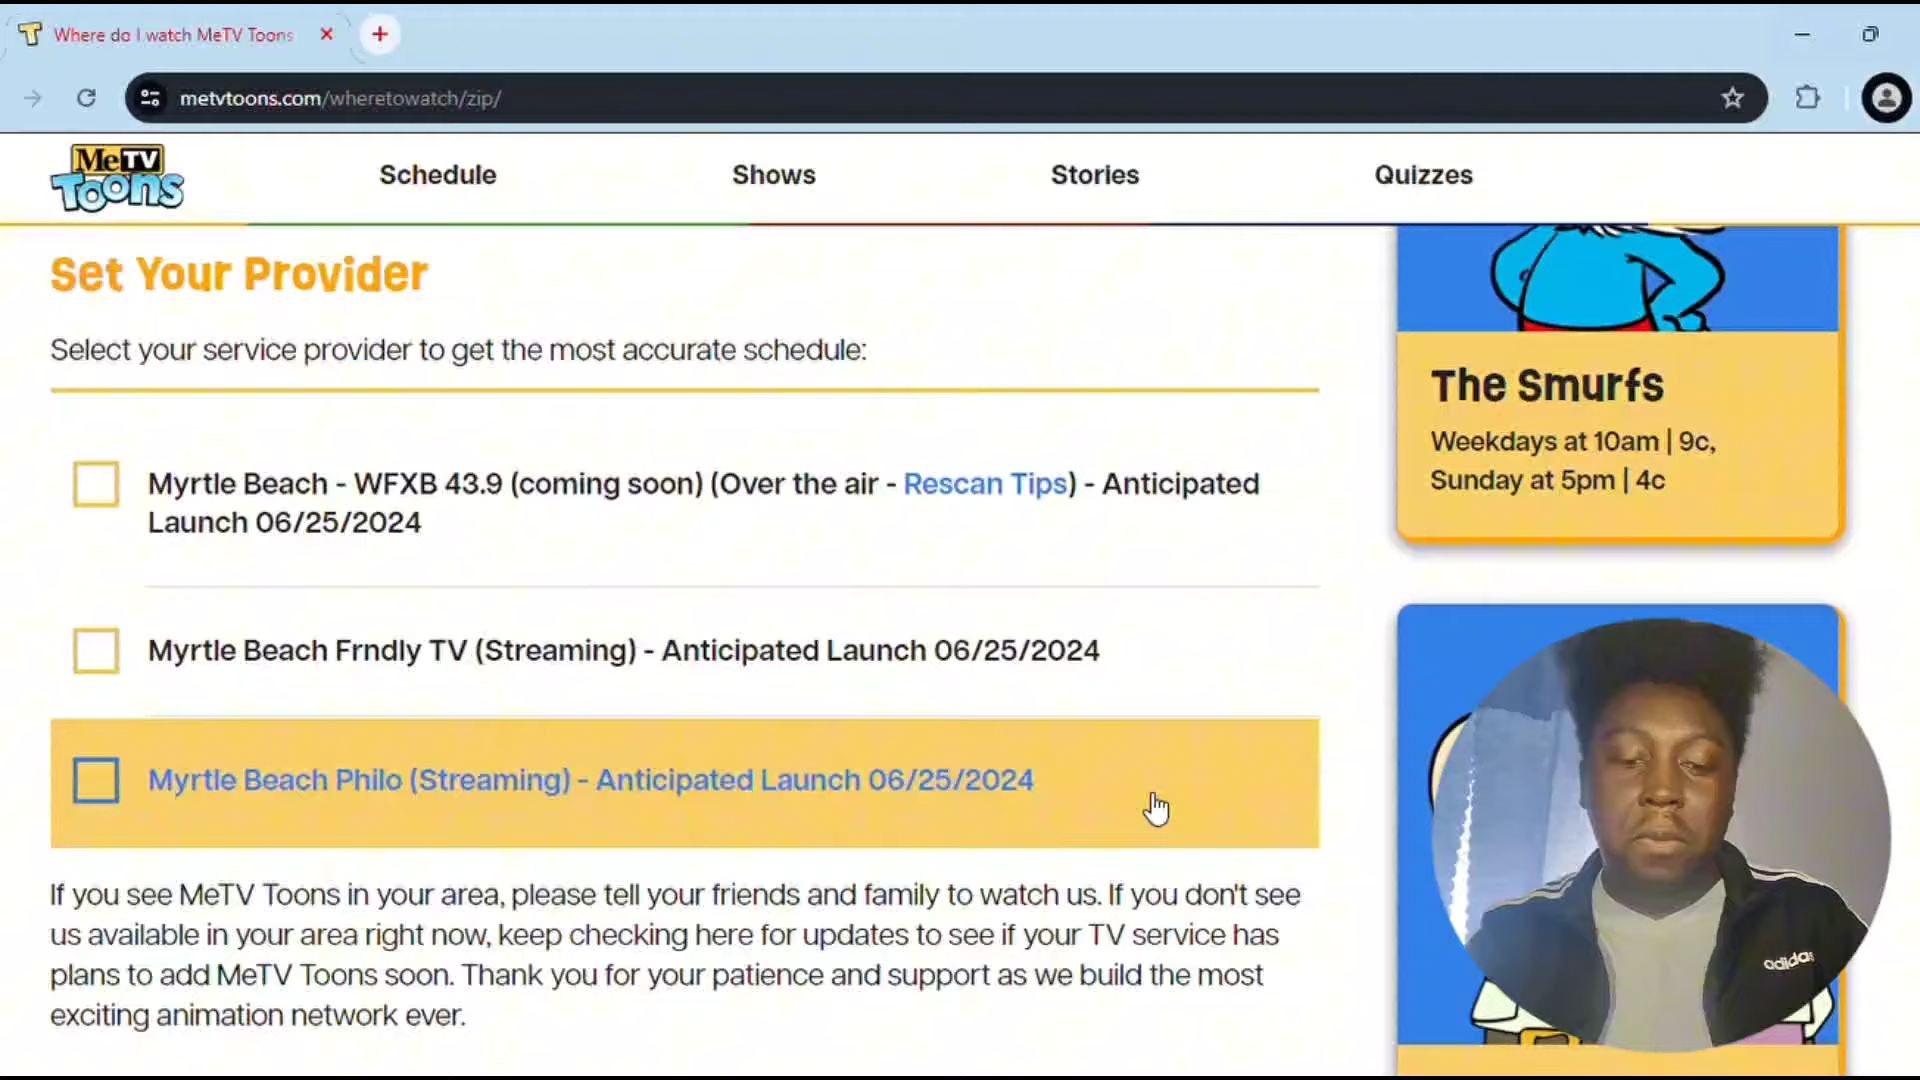 Where do I watch MeTV Toons
metvtoons.com/wheretowatch/zip/
MeTV
Toons
Schedule
Shows
Stories
Quizzes
Set Your Provider
Select your service provider to get the most accurate schedule:
Myrtle Beach - WFXB 43.9 (coming soon) (Over the air - Rescan Tips) - Anticipated
Launch 06/25/2024
Myrtle Beach Frndly TV (Streaming) - Anticipated Launch 06/25/2024
Myrtle Beach Philo (Streaming) - Anticipated Launch 06/25/2024
If you see MeTV Toons in your area, please tell your friends and family to watch us. If you don't see
us available in your area right now, keep checking here for updates to see if your TV service has
plans to add MeTV Toons soon. Thank you for your patience and support as we build the most
exciting animation network ever.
The Smurfs
Weekdays at 10am | 9c,
Sunday at 5pm | 4c
adidas